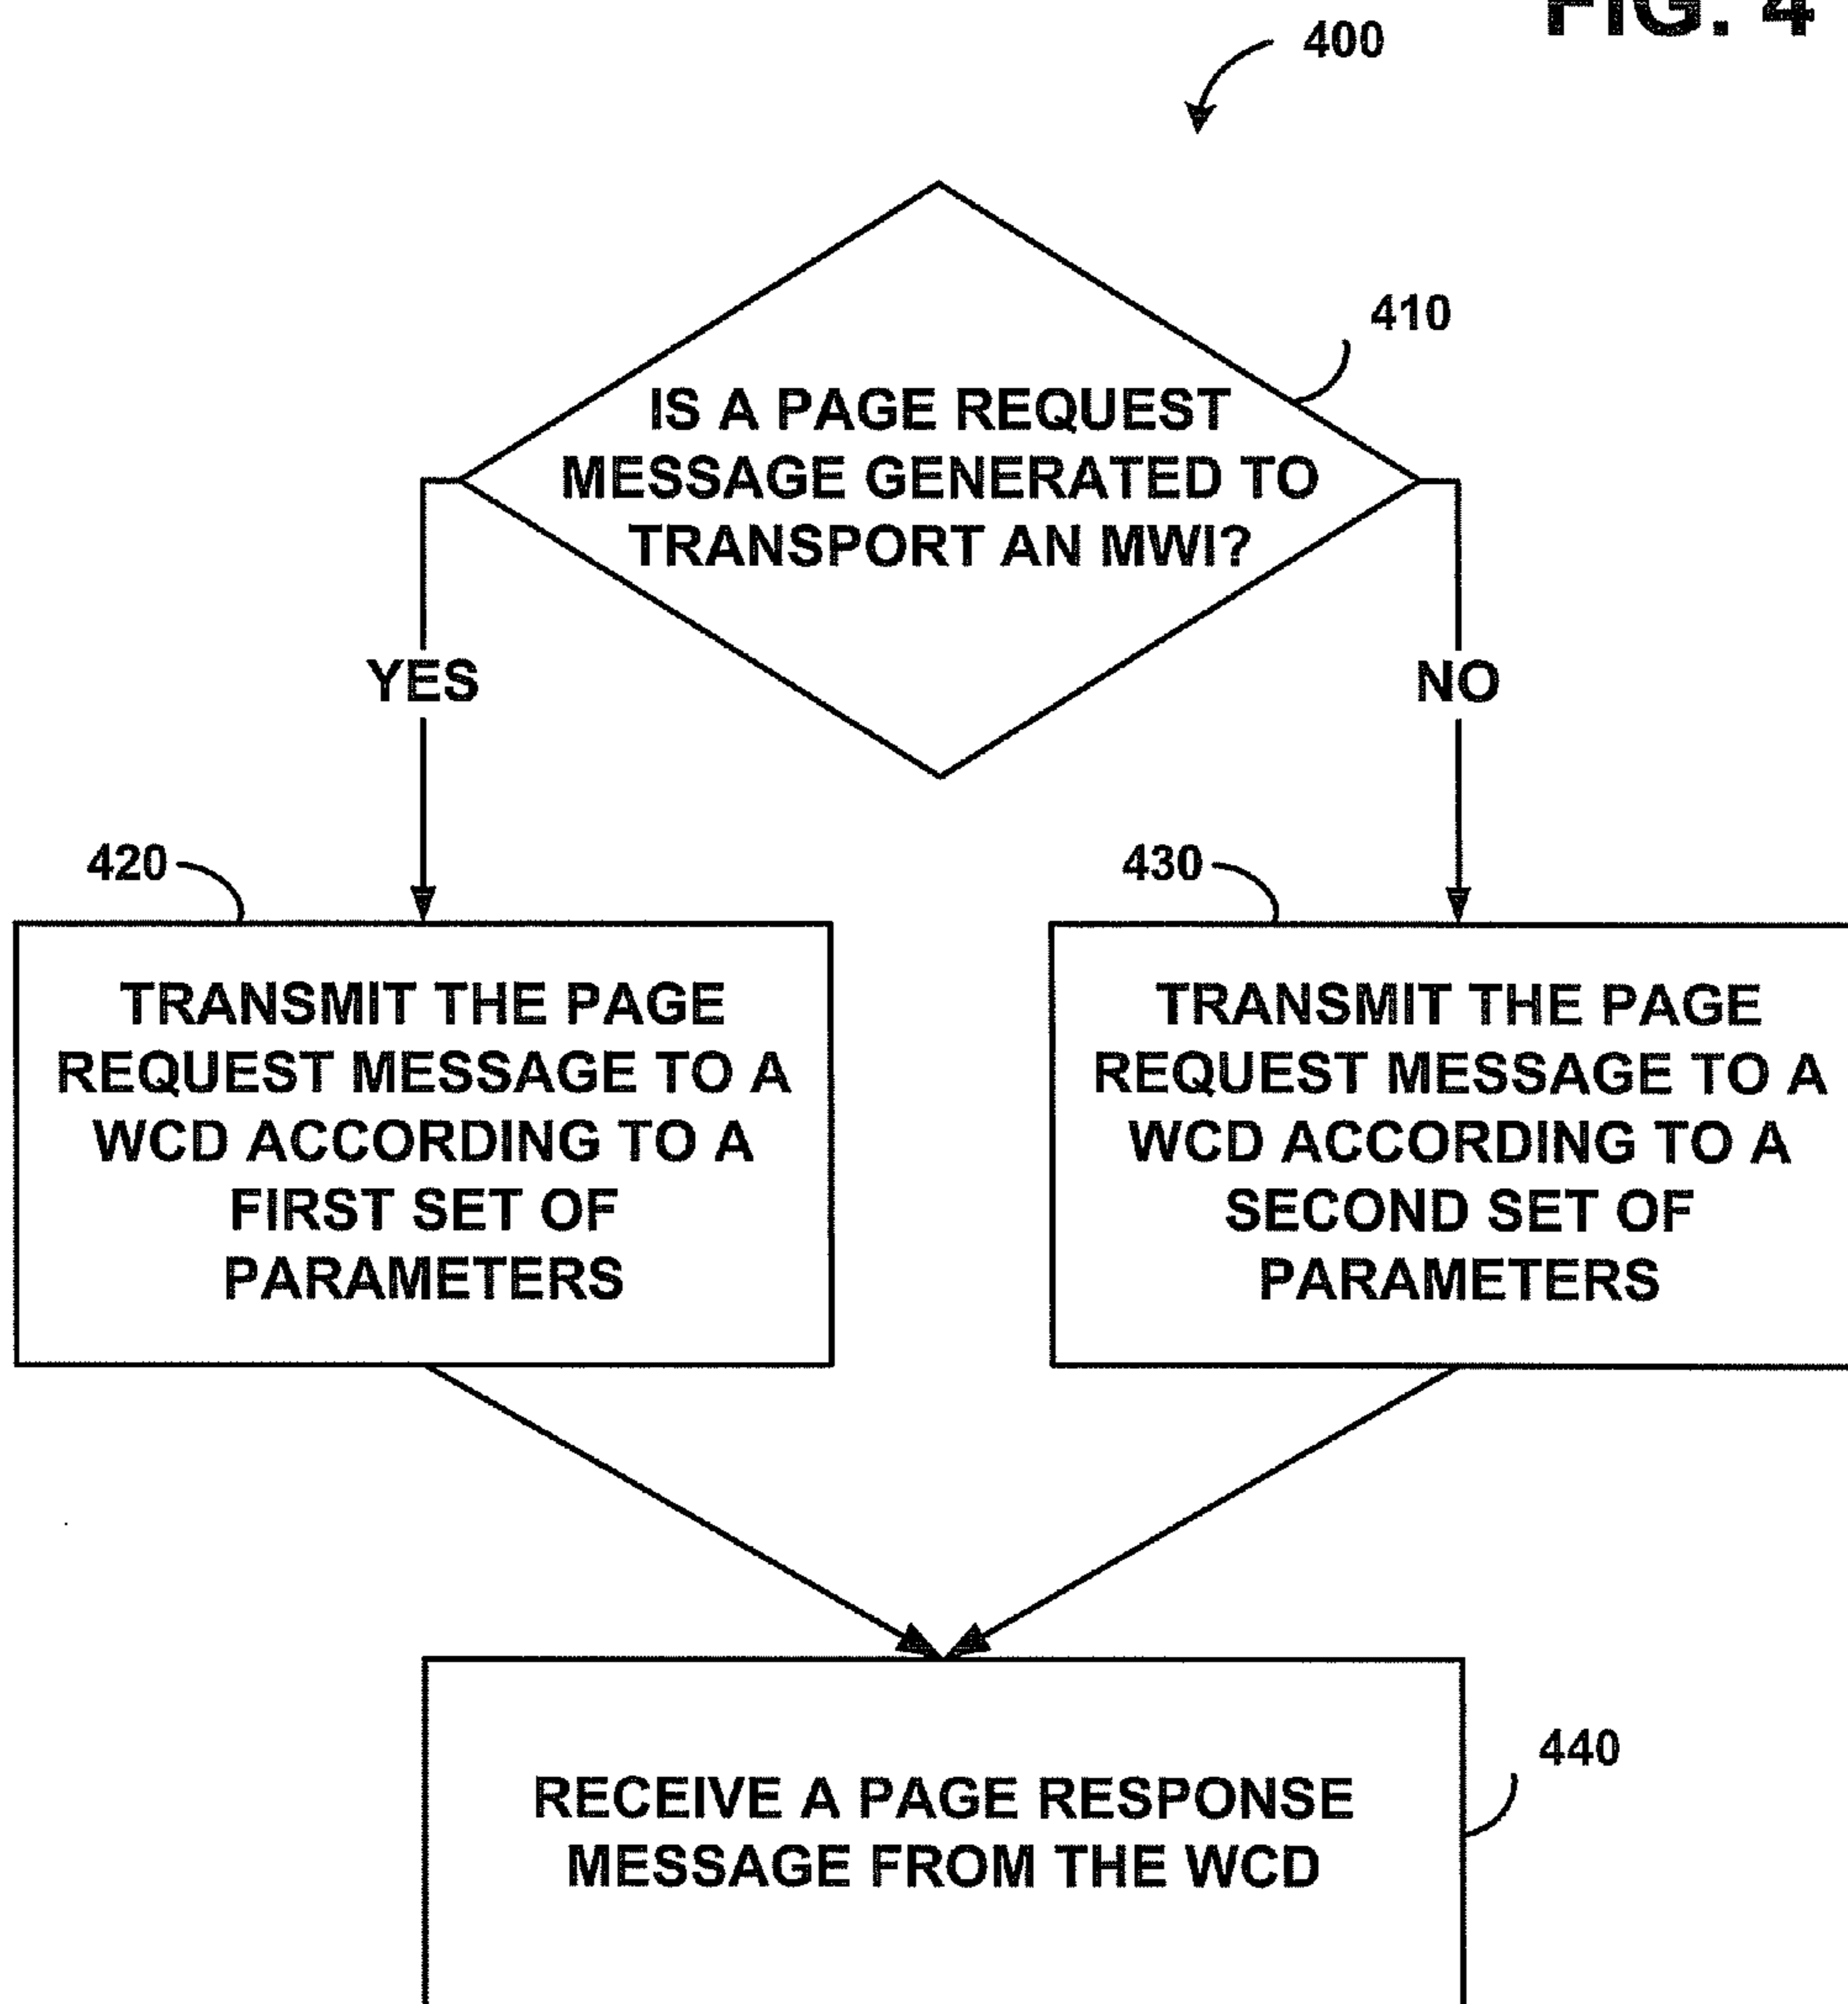 FIG. 4
400
410
IS A PAGE REQUEST
MESSAGE GENERATED TO
TRANSPORT AN MWI?
YES
NO
420
430
TRANSMIT THE PAGE
REQUEST MESSAGE TO A
WCD ACCORDING TO A
FIRST SET OF
PARAMETERS
TRANSMIT THE PAGE
REQUEST MESSAGE TO A
WCD ACCORDING TO A
SECOND SET OF
PARAMETERS
440
RECEIVE A PAGE RESPONSE
MESSAGE FROM THE WCD